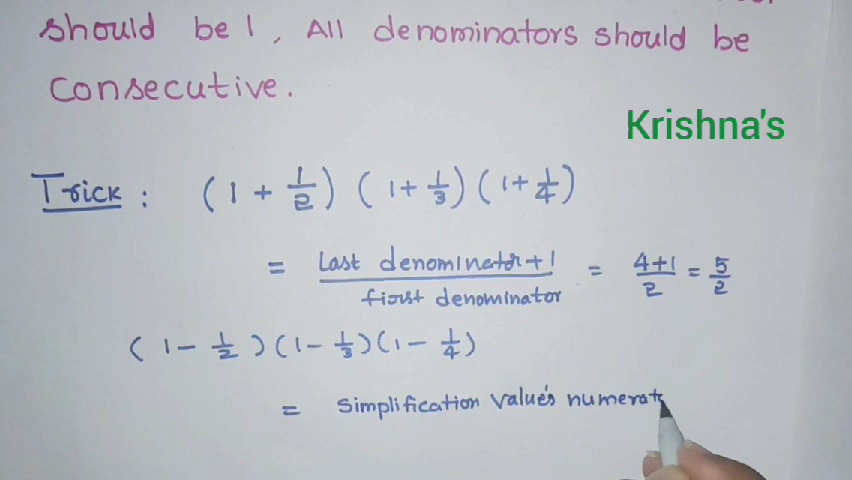 should be 1, All denominators should be
consecutive.
Krishna's
Trick : (1 + 1/2) (1 + 1/3) (1 + 1/4)
= Last denominator + 1 / first denominator = 4+1/2 = 5/2
(1 - 1/2) (1 - 1/3) (1 - 1/4)
= Simplification value's numerat